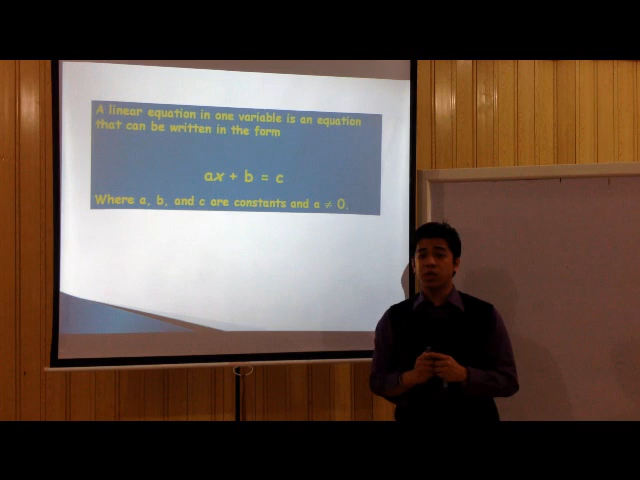 A linear equation in one variable is an equation
that can be written in the form
ax + b = c
Where a, b, and c are constants and a ≠ 0.